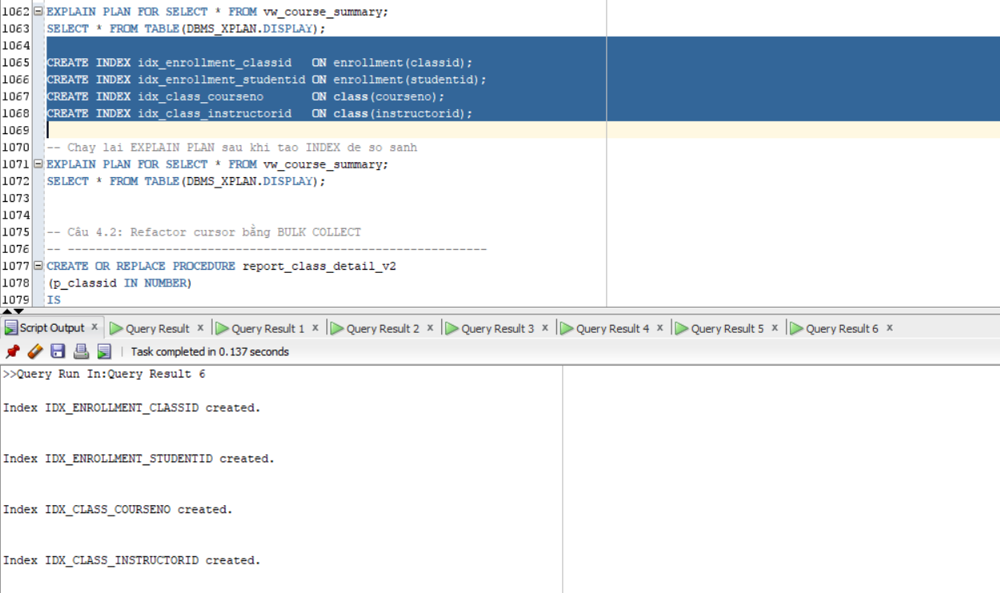 1062 EXPLAIN PLAN FOR SELECT * FROM vw_course_summary;
1063 SELECT * FROM TABLE(DBMS_XPLAN.DISPLAY);
1064
1065 CREATE INDEX idx_enrollment_classid   ON enrollment(classid);
1066 CREATE INDEX idx_enrollment_studentid ON enrollment(studentid);
1067 CREATE INDEX idx_class_courseno       ON class(courseno);
1068 CREATE INDEX idx_class_instructorid   ON class(instructorid);
1069
1070 -- Chay lai EXPLAIN PLAN sau khi tao INDEX de so sanh
1071 EXPLAIN PLAN FOR SELECT * FROM vw_course_summary;
1072 SELECT * FROM TABLE(DBMS_XPLAN.DISPLAY);
1073
1074
1075 -- Câu 4.2: Refactor cursor bằng BULK COLLECT
1076 -- ------------------------------------------------------------
1077 CREATE OR REPLACE PROCEDURE report_class_detail_v2
1078 (p_classid IN NUMBER)
1079 IS
Script Output x Query Result x Query Result 1 x Query Result 2 x Query Result 3 x Query Result 4 x Query Result 5 x Query Result 6 x
Task completed in 0.137 seconds
>>Query Run In:Query Result 6
Index IDX_ENROLLMENT_CLASSID created.
Index IDX_ENROLLMENT_STUDENTID created.
Index IDX_CLASS_COURSENO created.
Index IDX_CLASS_INSTRUCTORID created.